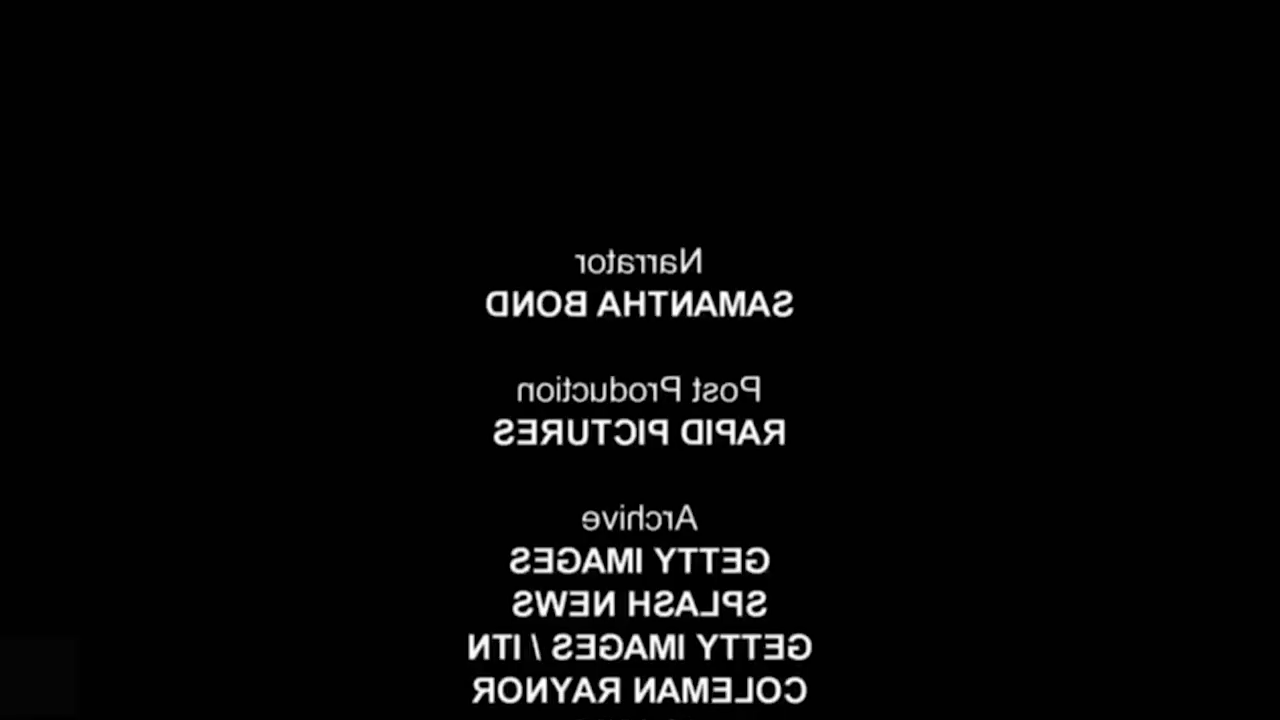 Narrator
SAMANTHA BOND
Post Production
RAPID PICTURES
Archive
GETTY IMAGES
SPLASH NEWS
GETTY IMAGES / ITN
COLEMAN RAYNOR